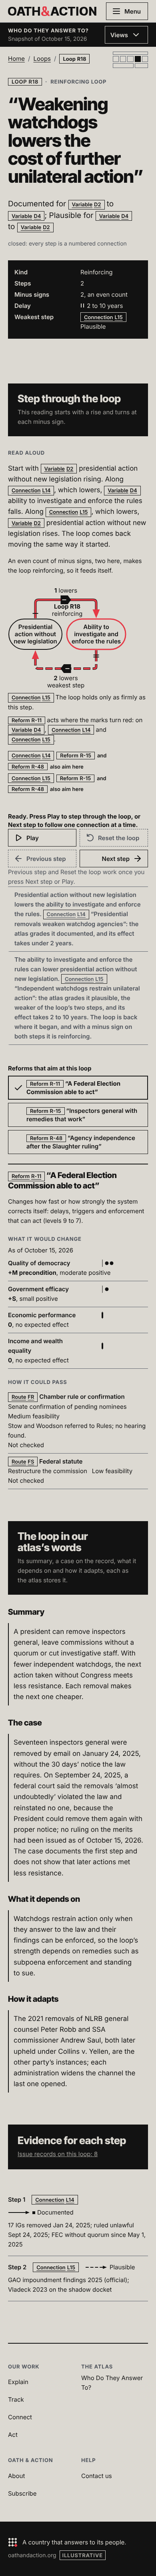 OATH&ACTION
Menu
WHO DO THEY ANSWER TO?
Snapshot of October 15, 2026
Views
Home / Loops / Loop R18
LOOP R18 · REINFORCING LOOP
“Weakening
watchdogs
lowers the
cost of further
unilateral action”
Documented for Variable D2 to
Variable D4; Plausible for Variable D4
to Variable D2
closed: every step is a numbered connection
Kind Reinforcing
Steps 2
Minus signs 2, an even count
Delay 2 to 10 years
Weakest step Connection L15
Plausible
Step through the loop
This reading starts with a rise and turns at
each minus sign.
READ ALOUD
Start with Variable D2 presidential action
without new legislation rising. Along
Connection L14, which lowers, Variable D4
ability to investigate and enforce the rules
falls. Along Connection L15, which lowers,
Variable D2 presidential action without new
legislation rises. The loop comes back
moving the same way it started.
An even count of minus signs, two here, makes
the loop reinforcing, so it feeds itself.
1 lowers
Loop R18
reinforcing
Presidential
action without
new legislation
Ability to
investigate and
enforce the rules
2 lowers
weakest step
Connection L15 The loop holds only as firmly as
this step.
Reform R-11 acts where the marks turn red: on
Variable D4, Connection L14 and
Connection L15
Connection L14 Reform R-15 and
Reform R-48 also aim here
Connection L15 Reform R-15 and
Reform R-48 also aim here
Ready. Press Play to step through the loop, or
Next step to follow one connection at a time.
Play
Reset the loop
Previous step
Next step
Previous step and Reset the loop work once you
press Next step or Play.
Presidential action without new legislation
lowers the ability to investigate and enforce
the rules. Connection L14 “Presidential
removals weaken watchdog agencies”: the
atlas grades it documented, and its effect
takes under 2 years.
The ability to investigate and enforce the
rules can lower presidential action without
new legislation. Connection L15
“Independent watchdogs restrain unilateral
action”: the atlas grades it plausible, the
weaker of the loop’s two steps, and its
effect takes 2 to 10 years. The loop is back
where it began, and with a minus sign on
both steps it is reinforcing.
Reforms that aim at this loop
Reform R-11 “A Federal Election
Commission able to act”
Reform R-15 “Inspectors general with
remedies that work”
Reform R-48 “Agency independence
after the Slaughter ruling”
Reform R-11 “A Federal Election
Commission able to act”
Changes how fast or how strongly the system
corrects itself: delays, triggers and enforcement
that can act (levels 9 to 7).
WHAT IT WOULD CHANGE
As of October 15, 2026
Quality of democracy
+M precondition, moderate positive
Government efficacy
+S, small positive
Economic performance
0, no expected effect
Income and wealth
equality
0, no expected effect
HOW IT COULD PASS
Route FR Chamber rule or confirmation
Senate confirmation of pending nominees
Medium feasibility
Stow and Woodson referred to Rules; no hearing
found.
Not checked
Route FS Federal statute
Restructure the commission Low feasibility
Not checked
The loop in our
atlas’s words
Its summary, a case on the record, what it
depends on and how it adapts, each as
the atlas stores it.
Summary
A president can remove inspectors
general, leave commissions without a
quorum or cut investigative staff. With
fewer independent watchdogs, the next
action taken without Congress meets
less resistance. Each removal makes
the next one cheaper.
The case
Seventeen inspectors general were
removed by email on January 24, 2025,
without the 30 days’ notice the law
requires. On September 24, 2025, a
federal court said the removals ‘almost
undoubtedly’ violated the law and
reinstated no one, because the
President could remove them again with
proper notice; no ruling on the merits
had been issued as of October 15, 2026.
The case documents the first step and
does not show that later actions met
less resistance.
What it depends on
Watchdogs restrain action only when
they answer to the law and their
findings can be enforced, so the loop’s
strength depends on remedies such as
subpoena enforcement and standing
to sue.
How it adapts
The 2021 removals of NLRB general
counsel Peter Robb and SSA
commissioner Andrew Saul, both later
upheld under Collins v. Yellen, are the
other party’s instances; each
administration widens the channel the
last one opened.
Evidence for each step
Issue records on this loop: 8
Step 1 Connection L14
Documented
17 IGs removed Jan 24, 2025; ruled unlawful
Sept 24, 2025; FEC without quorum since May 1,
2025
Step 2 Connection L15 Plausible
GAO impoundment findings 2025 (official);
Vladeck 2023 on the shadow docket
OUR WORK
Explain
Track
Connect
Act
THE ATLAS
Who Do They Answer
To?
OATH & ACTION
About
Subscribe
HELP
Contact us
A country that answers to its people.
oathandaction.org ILLUSTRATIVE